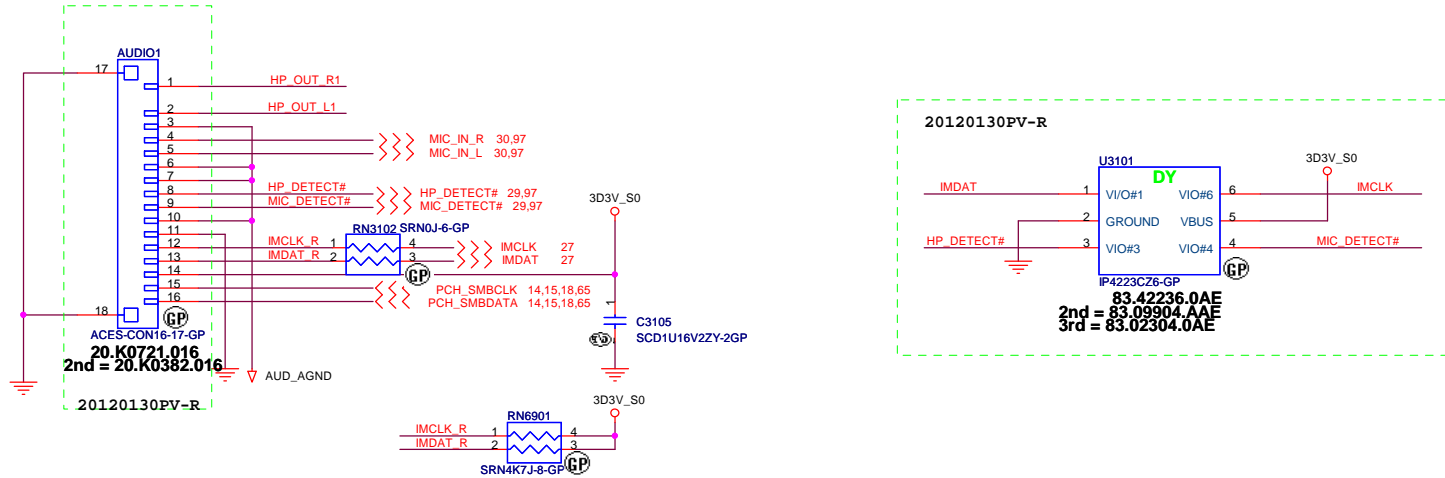 AUDIO1
17
1 HP_OUT_R1
2 HP_OUT_L1
3
4 MIC_IN_R 30,97
5 MIC_IN_L 30,97
6
7
8 HP_DETECT# HP_DETECT# 29,97
9 MIC_DETECT# MIC_DETECT# 29,97
10
11
12 IMCLK_R 1 RN3102 SRN0J-6-GP 4 IMCLK 27
13 IMDAT_R 2 3 IMDAT 27
GP
14
15 PCH_SMBCLK 14,15,18,65
16 PCH_SMBDATA 14,15,18,65
18
GP
ACES-CON16-17-GP
20.K0721.016
2nd = 20.K0382.016
AUD_AGND
20120130PV-R
3D3V_S0
1
C3105
SCD1U16V2ZY-2GP
3D3V_S0
RN6901
IMCLK_R 1 4
IMDAT_R 2 3
SRN4K7J-8-GP GP
20120130PV-R
U3101
3D3V_S0
DY
IMDAT 1 VI/O#1 VIO#6 6 IMCLK
2 GROUND VBUS 5
HP_DETECT# 3 VIO#3 VIO#4 4 MIC_DETECT#
GP
IP4223CZ6-GP
83.42236.0AE
2nd = 83.09904.AAE
3rd = 83.02304.0AE